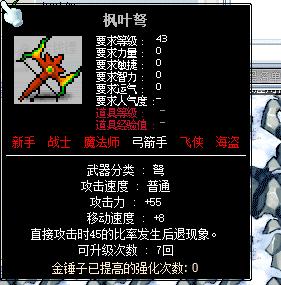 枫叶弩
要求等级: 43
要求力量: 0
要求敏捷: 0
要求智力: 0
要求运气: 0
要求人气度: -
道具等级: -
道具经验值: -
新手 战士 魔法师 弓箭手 飞侠 海盗
武器分类 : 弩
攻击速度 : 普通
攻击力 : +55
移动速度 : +8
直接攻击时45的比率发生后退现象。
可升级次数 : 7回
金锤子已提高的强化次数: 0